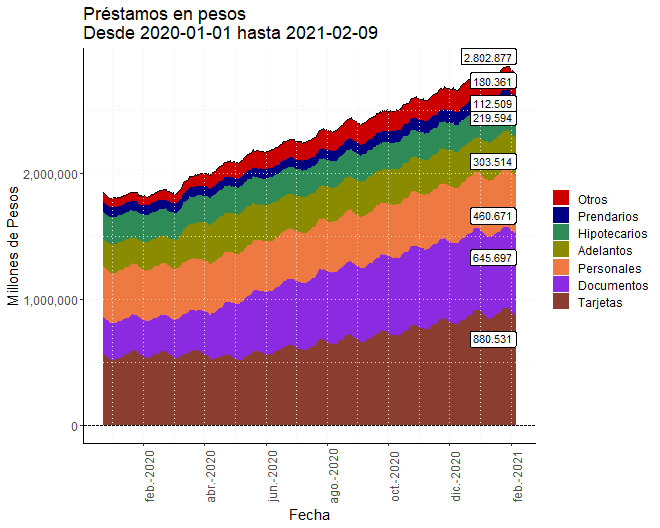 Préstamos en pesos
Desde 2020-01-01 hasta 2021-02-09
Millones de Pesos
2,000,000
1,000,000
0
2.802.877
180.361
112.509
219.594
303.514
460.671
645.697
880.531
Otros
Prendarios
Hipotecarios
Adelantos
Personales
Documentos
Tarjetas
feb.-2020
abr.-2020
jun.-2020
ago.-2020
oct.-2020
dic.-2020
feb.-2021
Fecha